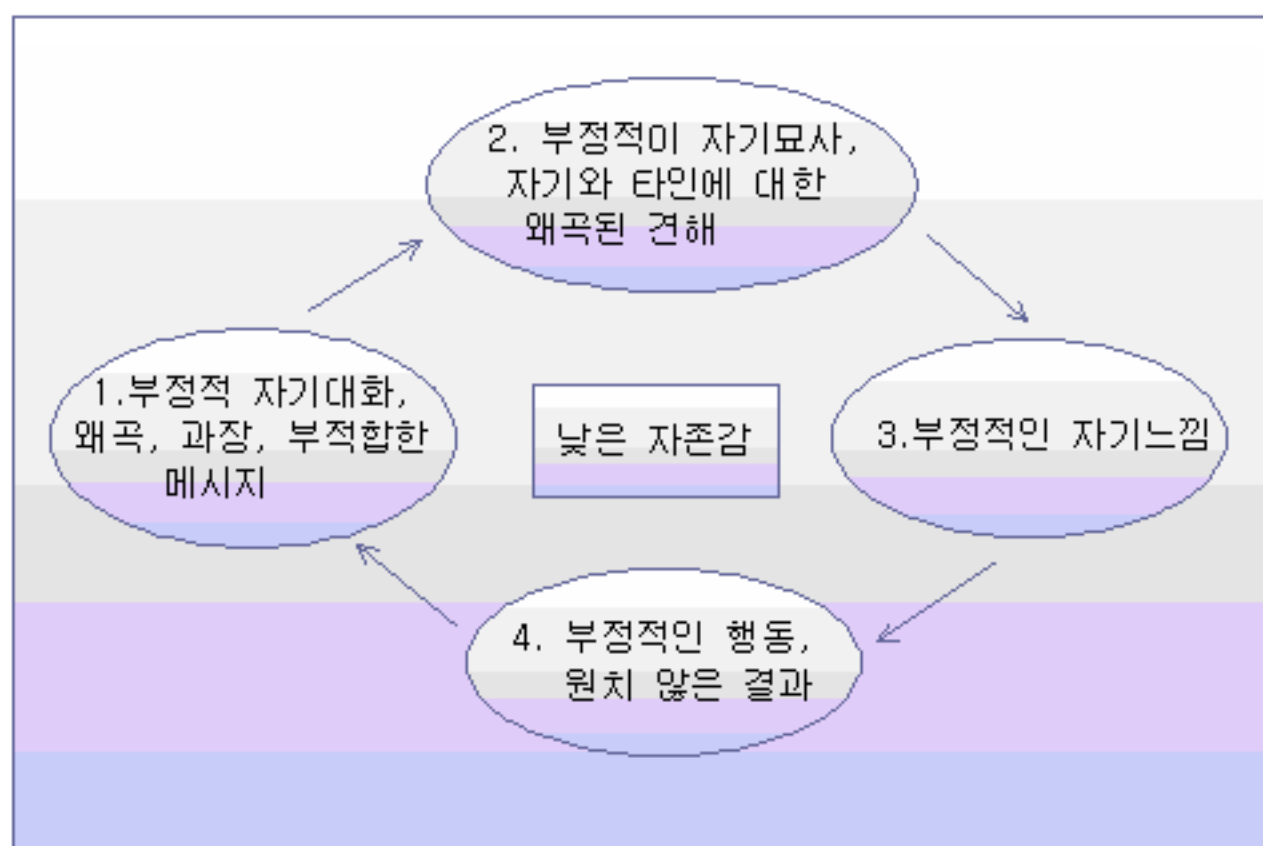 2. 부정적이 자기묘사,
자기와 타인에 대한
왜곡된 견해
1.부정적 자기대화,
왜곡, 과장, 부적합한
메시지
낮은 자존감
3.부정적인 자기느낌
4. 부정적인 행동,
원치 않은 결과